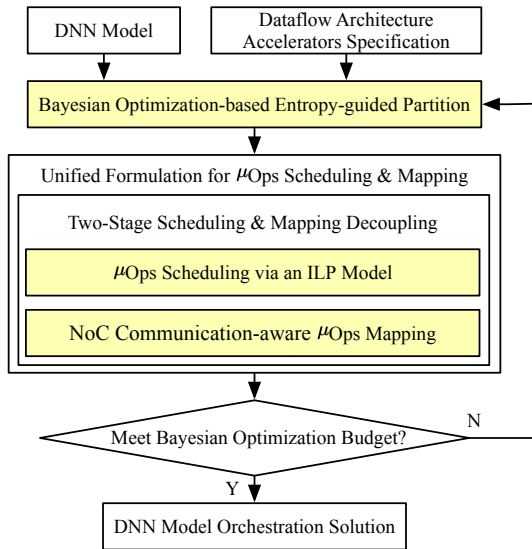 DNN Model
Dataflow Architecture
Accelerators Specification
Bayesian Optimization-based Entropy-guided Partition
Unified Formulation for μOps Scheduling & Mapping
Two-Stage Scheduling & Mapping Decoupling
μOps Scheduling via an ILP Model
NoC Communication-aware μOps Mapping
Meet Bayesian Optimization Budget?
N
Y
DNN Model Orchestration Solution